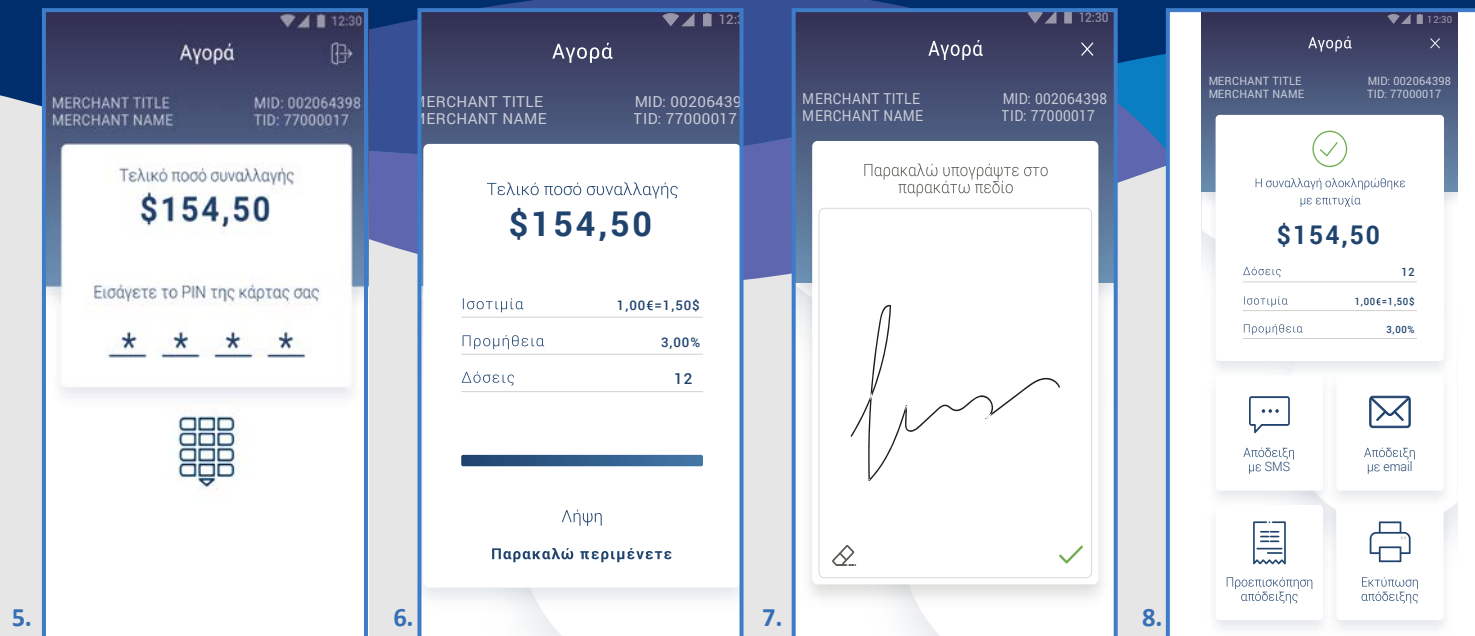 12:30
Αγορά
MERCHANT TITLE MID: 002064398
MERCHANT NAME TID: 77000017
Τελικό ποσό συναλλαγής
$154,50
Εισάγετε το PIN της κάρτας σας
* * * *
5.
12:3
Αγορά
MERCHANT TITLE MID: 00206439
MERCHANT NAME TID: 77000017
Τελικό ποσό συναλλαγής
$154,50
Ισοτιμία 1,00€=1,50$
Προμήθεια 3,00%
Δόσεις 12
Λήψη
Παρακαλώ περιμένετε
6.
12:30
Αγορά
MERCHANT TITLE MID: 002064398
MERCHANT NAME TID: 77000017
Παρακαλώ υπογράψτε στο
παρακάτω πεδίο
7.
12:30
Αγορά
MERCHANT TITLE MID: 002064398
MERCHANT NAME TID: 77000017
Η συναλλαγή ολοκληρώθηκε
με επιτυχία
$154,50
Δόσεις 12
Ισοτιμία 1,00€=1,50$
Προμήθεια 3,00%
Απόδειξη
με SMS
Απόδειξη
με email
Προεπισκόπηση
απόδειξης
Εκτύπωση
απόδειξης
8.